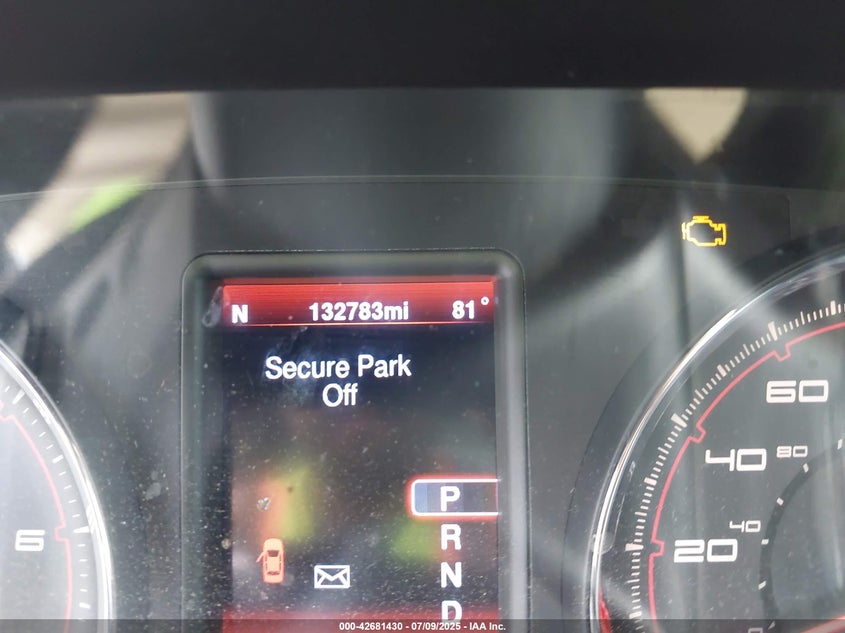 N 132783mi 81°
Secure Park
Off
60
40 80
P
R
20 40
6
N
D
000-42681430 - 07/09/2025 - IAA Inc.